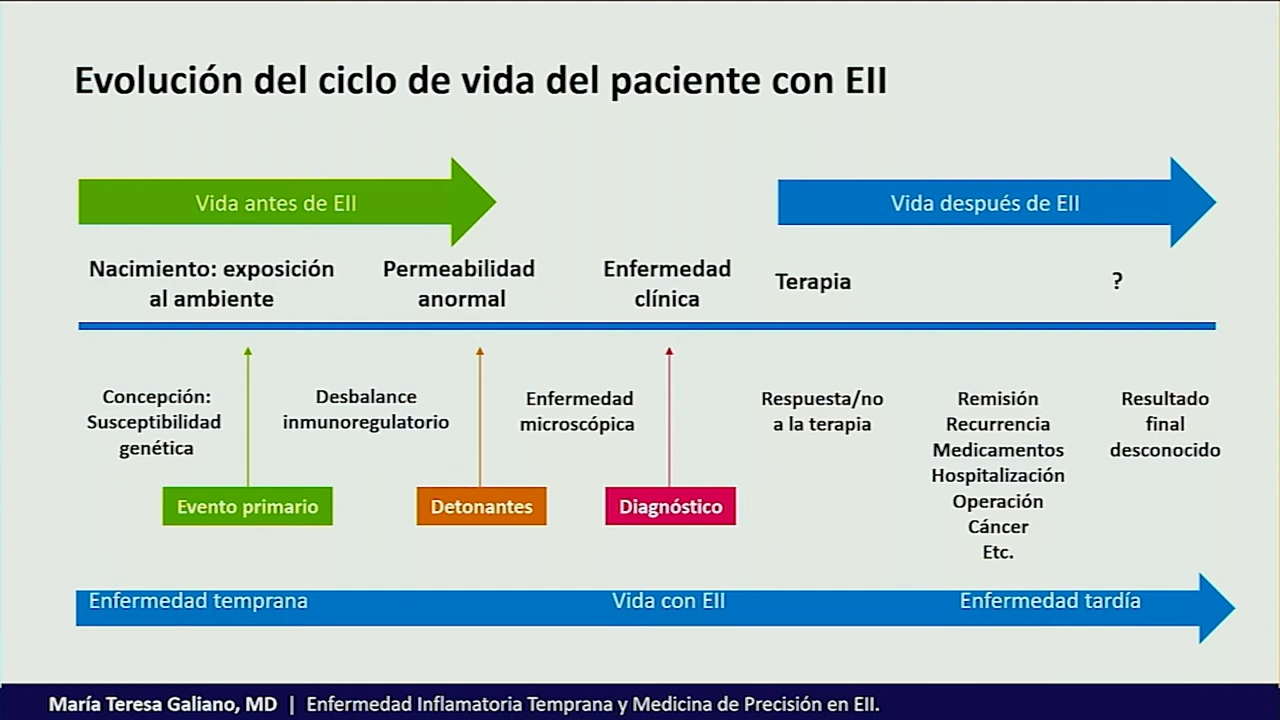 Evolución del ciclo de vida del paciente con EII
Vida antes de EII
Vida después de EII
Nacimiento: exposición
al ambiente
Permeabilidad
anormal
Enfermedad
clínica
Terapia
?
Concepción:
Susceptibilidad
genética
Desbalance
inmunoregulatorio
Enfermedad
microscópica
Respuesta/no
a la terapia
Remisión
Recurrencia
Medicamentos
Hospitalización
Operación
Cáncer
Etc.
Resultado
final
desconocido
Evento primario
Detonantes
Diagnóstico
Enfermedad temprana
Vida con EII
Enfermedad tardía
María Teresa Galiano, MD | Enfermedad Inflamatoria Temprana y Medicina de Precisión en EII.